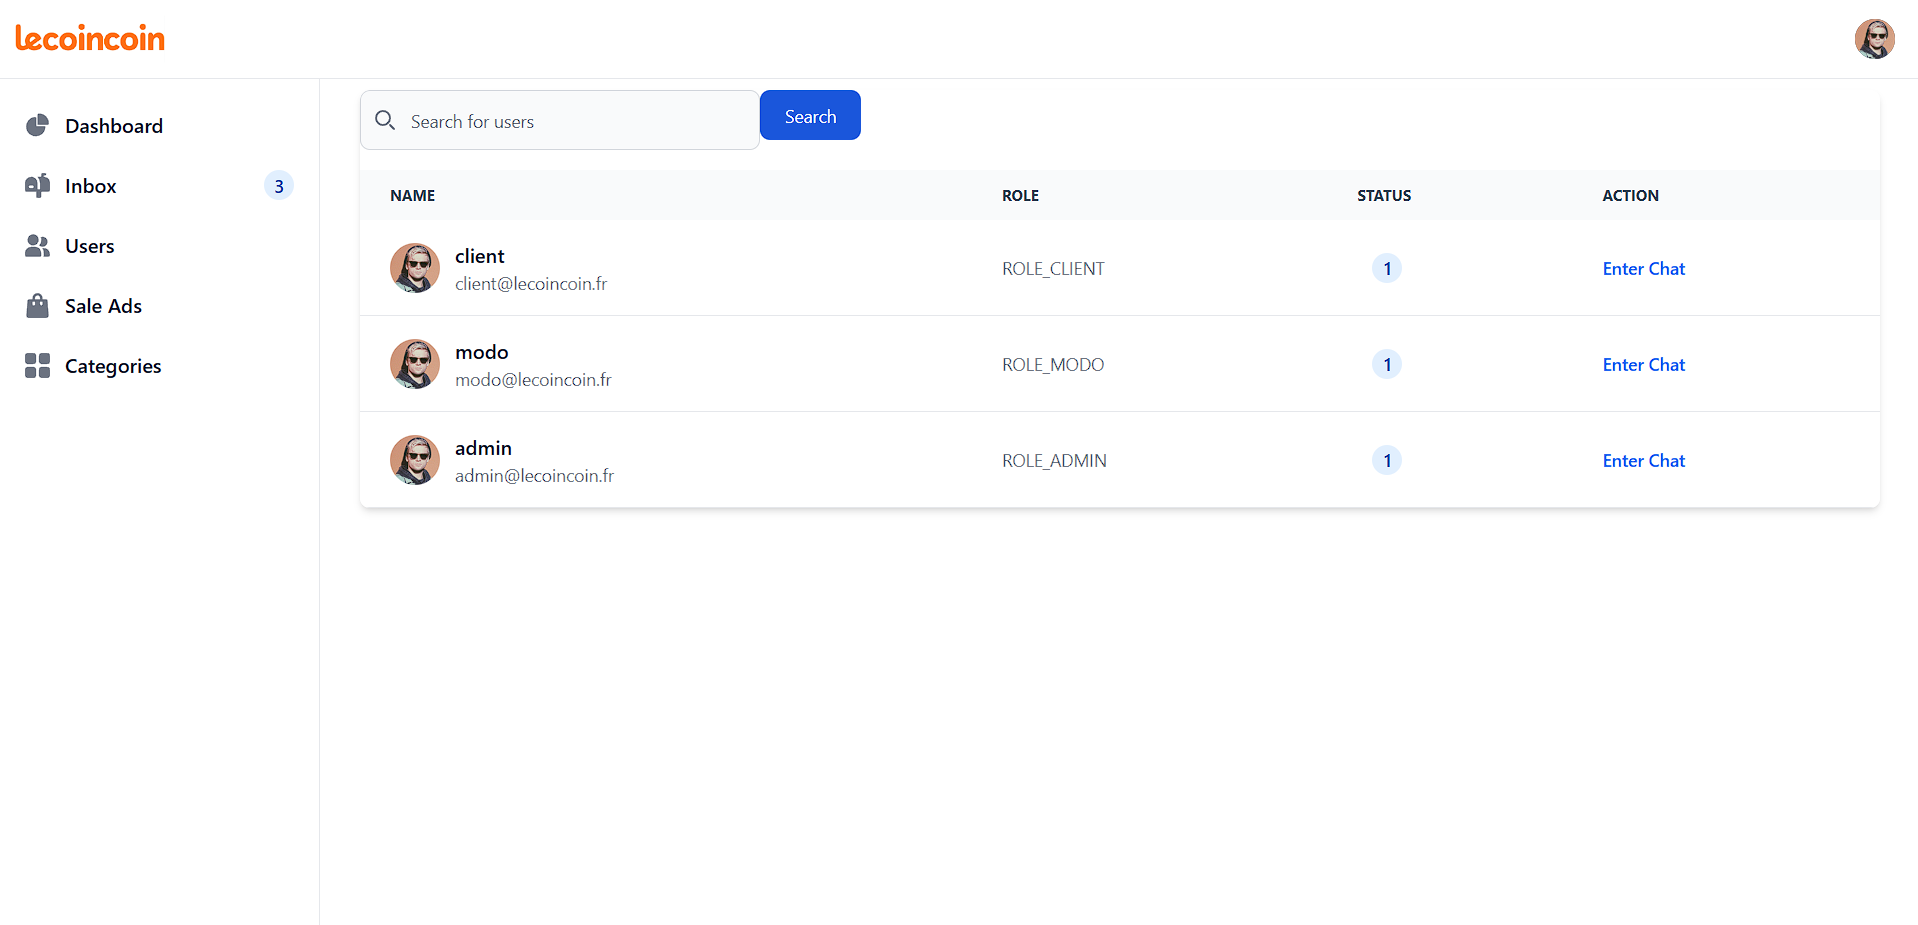 lecoincoin
Dashboard
Inbox 3
Users
Sale Ads
Categories
Search for users Search
NAME ROLE STATUS ACTION
client
client@lecoincoin.fr
ROLE_CLIENT 1 Enter Chat
modo
modo@lecoincoin.fr
ROLE_MODO 1 Enter Chat
admin
admin@lecoincoin.fr
ROLE_ADMIN 1 Enter Chat